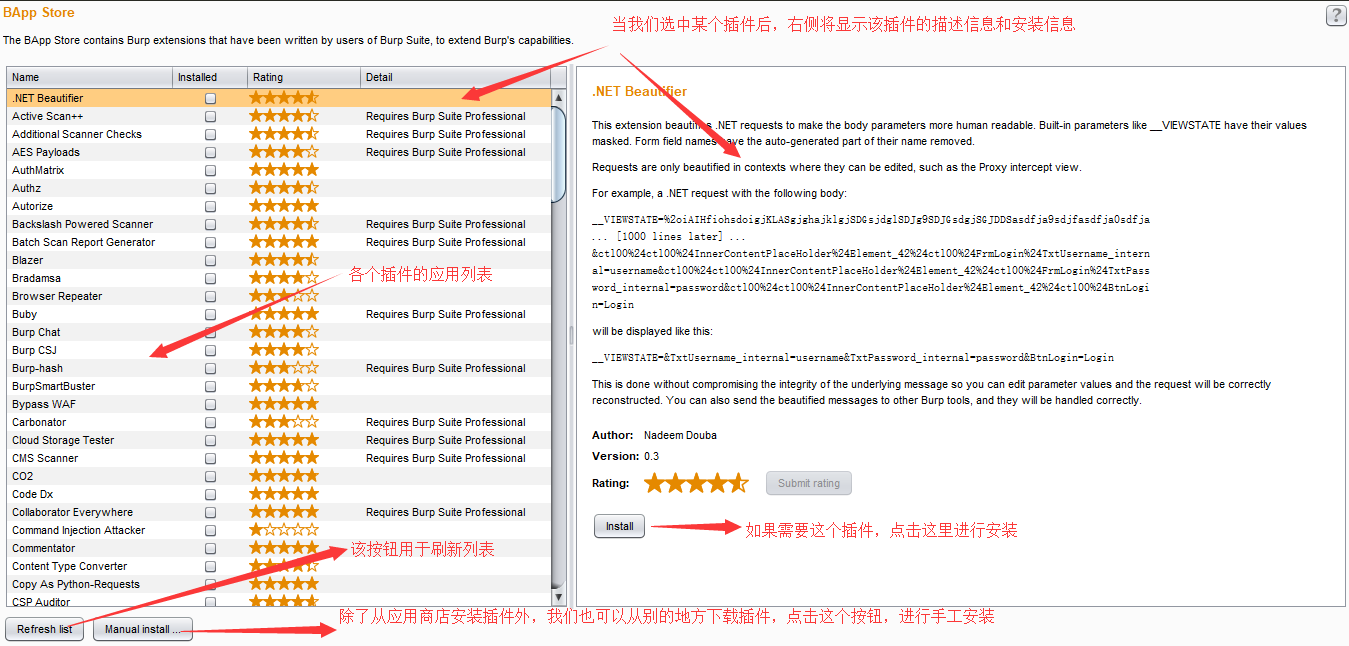 BApp Store
当我们选中某个插件后，右侧将显示该插件的描述信息和安装信息
?
The BApp Store contains Burp extensions that have been written by users of Burp Suite, to extend Burp's capabilities.
Name Installed Rating Detail
.NET Beautifier
Active Scan++ Requires Burp Suite Professional
Additional Scanner Checks Requires Burp Suite Professional
AES Payloads Requires Burp Suite Professional
AuthMatrix
Authz
Autorize
Backslash Powered Scanner Requires Burp Suite Professional
Batch Scan Report Generator Requires Burp Suite Professional
Blazer
Bradamsa
各个插件的应用列表
Browser Repeater
Buby Requires Burp Suite Professional
Burp Chat
Burp CSJ
Burp-hash Requires Burp Suite Professional
BurpSmartBuster
Bypass WAF
Carbonator Requires Burp Suite Professional
Cloud Storage Tester Requires Burp Suite Professional
CMS Scanner Requires Burp Suite Professional
CO2
Code Dx
Collaborator Everywhere Requires Burp Suite Professional
Command Injection Attacker
Commentator
该按钮用于刷新列表
Content Type Converter
Copy As Python-Requests
CSP Auditor
.NET Beautifier
This extension beautifies .NET requests to make the body parameters more human readable. Built-in parameters like __VIEWSTATE have their values
masked. Form field names have the auto-generated part of their name removed.
Requests are only beautified in contexts where they can be edited, such as the Proxy intercept view.
For example, a .NET request with the following body:
__VIEWSTATE=%2oiAIHfiohsdoigjKLASgjghajklgjSDGsjdglSDJg9SDJGsdgjSGJDDSasdfja9sdjfasdfja0sdfja
... [1000 lines later] ...
&ctl00%24ctl00%24InnerContentPlaceHolder%24Element_42%24ctl00%24FrmLogin%24TxtUsername_intern
al=username&ctl00%24ctl00%24InnerContentPlaceHolder%24Element_42%24ctl00%24FrmLogin%24TxtPass
word_internal=password&ctl00%24ctl00%24InnerContentPlaceHolder%24Element_42%24ctl00%24BtnLogi
n=Login
will be displayed like this:
__VIEWSTATE=&TxtUsername_internal=username&TxtPassword_internal=password&BtnLogin=Login
This is done without compromising the integrity of the underlying message so you can edit parameter values and the request will be correctly
reconstructed. You can also send the beautified messages to other Burp tools, and they will be handled correctly.
Author: Nadeem Douba
Version: 0.3
Rating: Submit rating
Install 如果需要这个插件，点击这里进行安装
除了从应用商店安装插件外，我们也可以从别的地方下载插件，点击这个按钮，进行手工安装
Refresh list Manual install ...